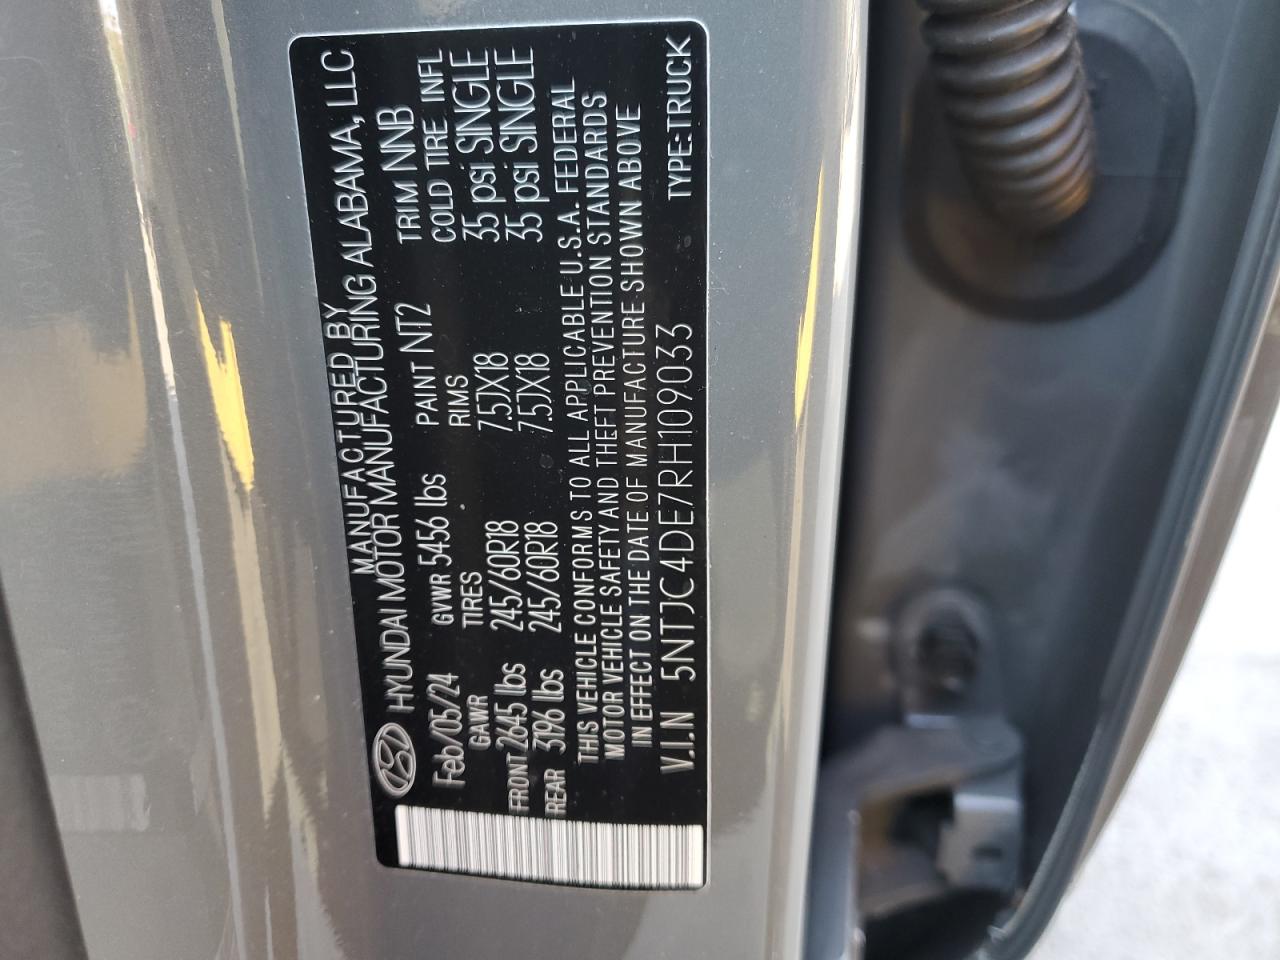 MANUFACTURED BY
HYUNDAI MOTOR MANUFACTURING ALABAMA, LLC
Feb/05/24 GVWR 5456 lbs PAINT NT2 TRIM NNB
GAWR TIRES RIMS COLD TIRE INFL
FRONT 2645 lbs 245/60R18 7.5JX18 35 psi SINGLE
REAR 3196 lbs 245/60R18 7.5JX18 35 psi SINGLE
THIS VEHICLE CONFORMS TO ALL APPLICABLE U.S.A. FEDERAL
MOTOR VEHICLE SAFETY AND THEFT PREVENTION STANDARDS
IN EFFECT ON THE DATE OF MANUFACTURE SHOWN ABOVE
V.I.N 5NTJC4DE7RH109033 TYPE:TRUCK